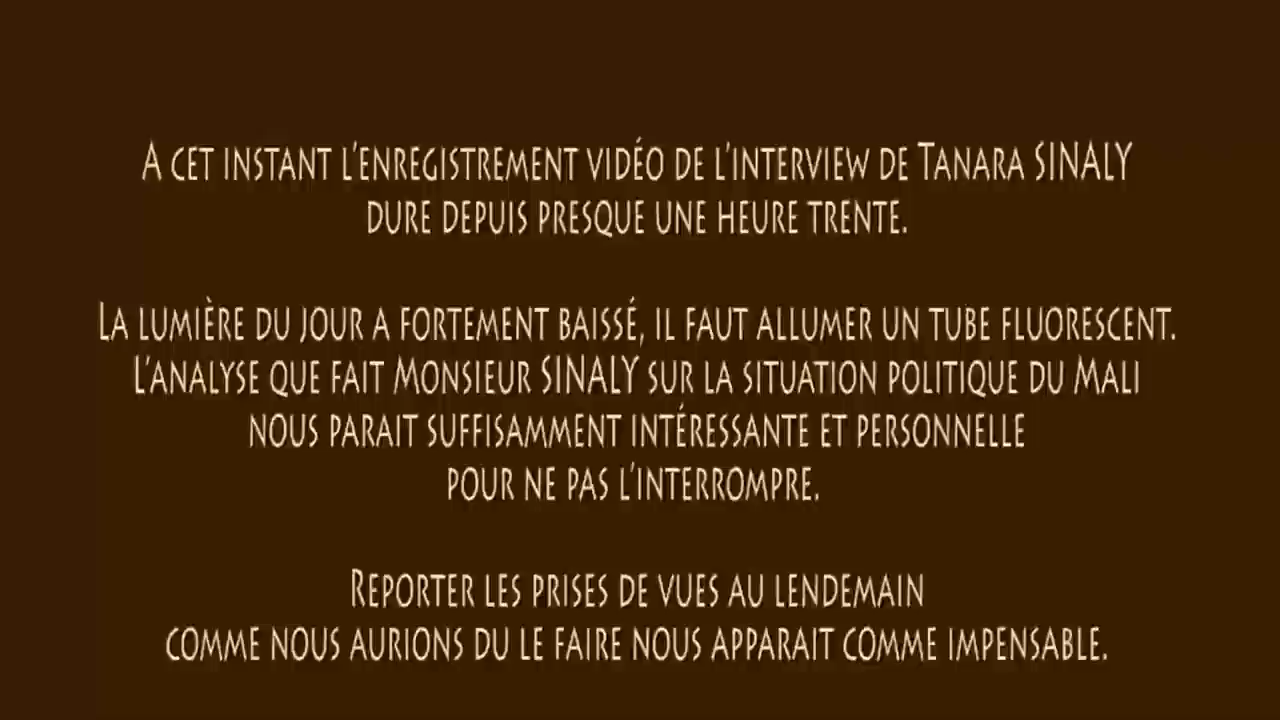 A cet instant l'enregistrement vidéo de l'interview de Tanara SINALY
dure depuis presque une heure trente.
La lumière du jour a fortement baissé, il faut allumer un tube fluorescent.
L'analyse que fait Monsieur SINALY sur la situation politique du Mali
nous parait suffisamment intéressante et personnelle
pour ne pas l'interrompre.
Reporter les prises de vues au lendemain
comme nous aurions du le faire nous apparait comme impensable.